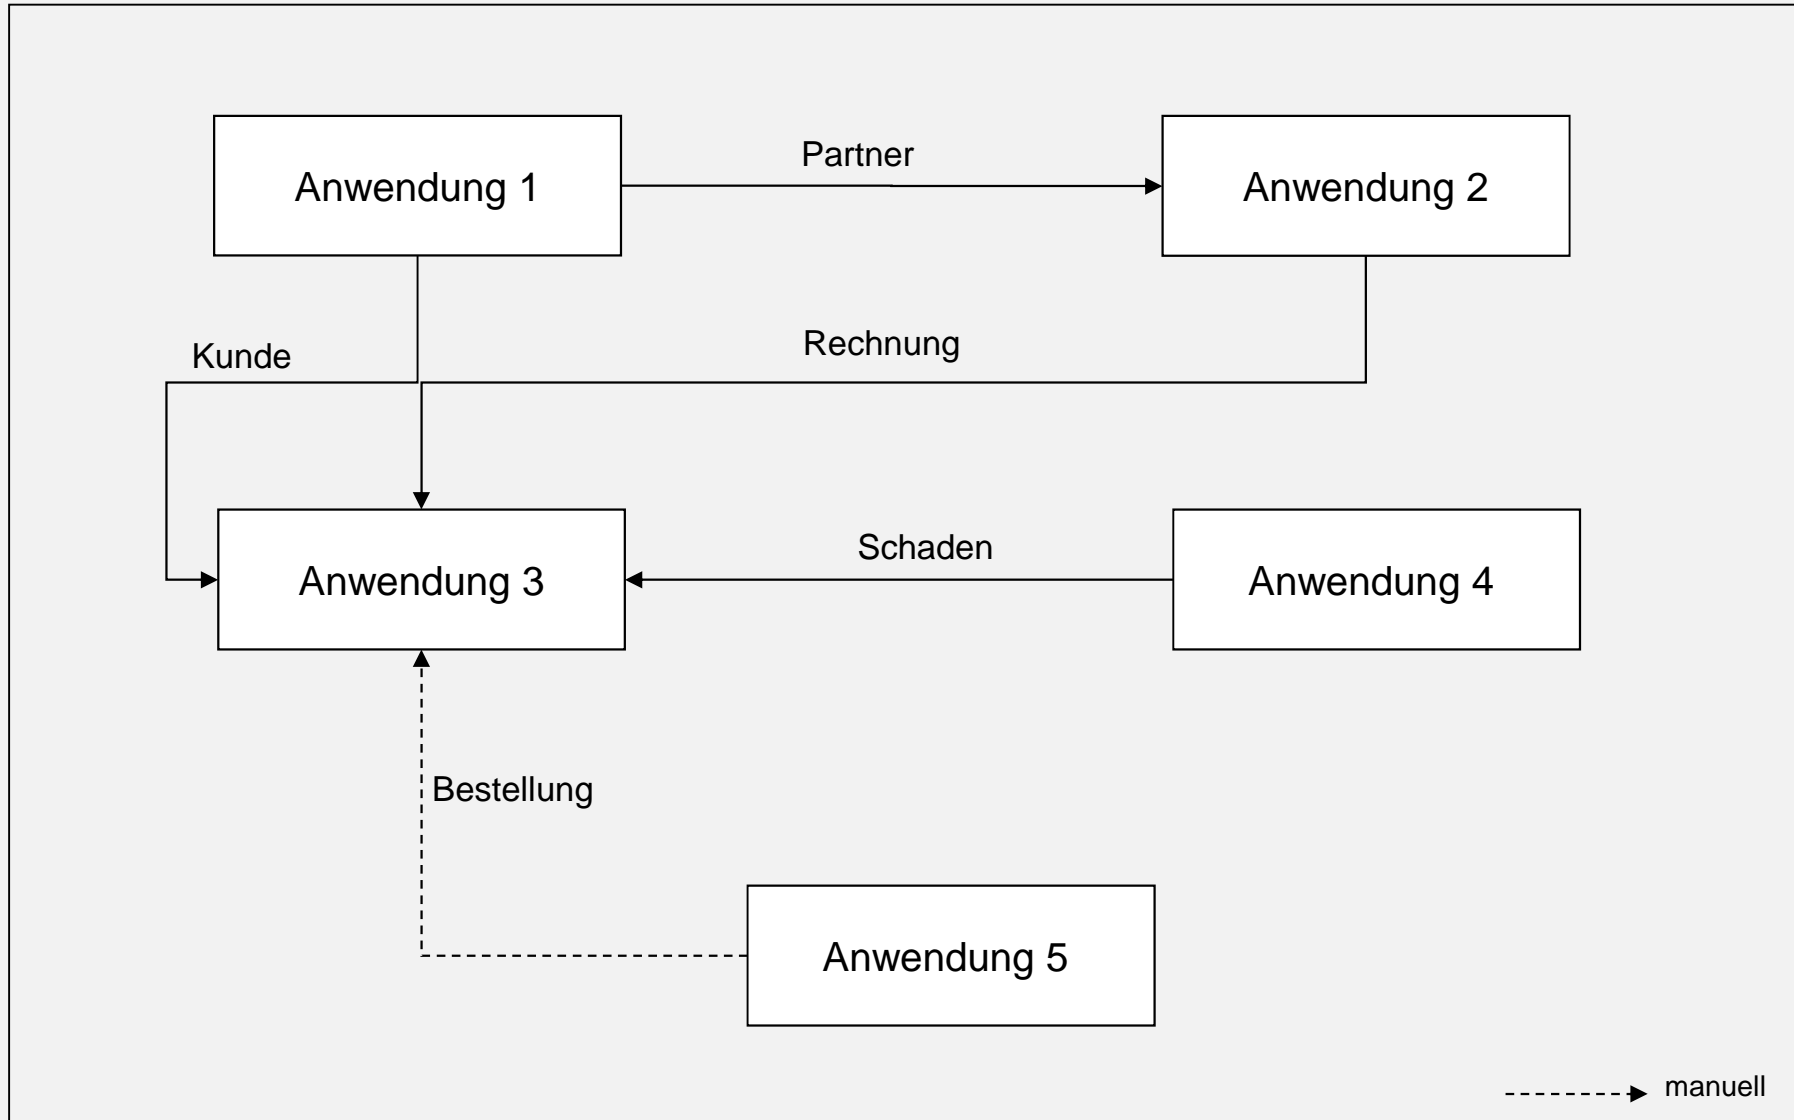 Anwendung 1
Partner
Anwendung 2
Kunde
Rechnung
Anwendung 3
Schaden
Anwendung 4
Bestellung
Anwendung 5
manuell